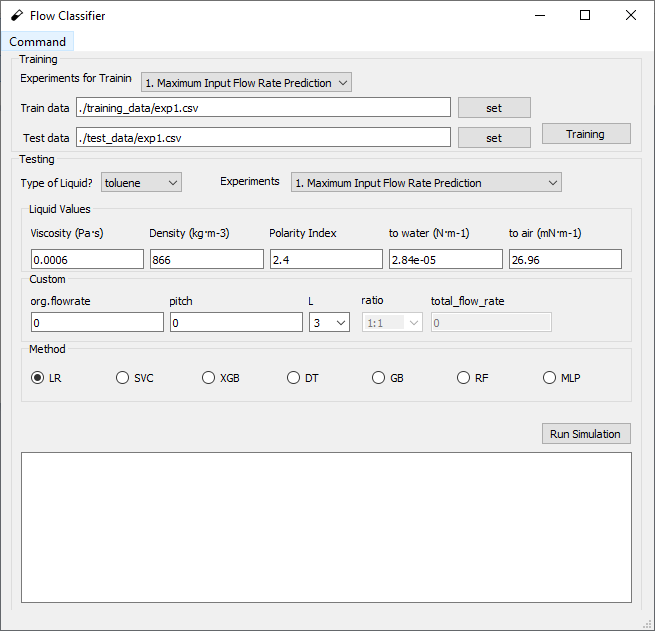 Flow Classifier
Command
Training
Experiments for Trainin 1. Maximum Input Flow Rate Prediction
Train data ./training_data/exp1.csv set
Test data ./test_data/exp1.csv set Training
Testing
Type of Liquid? toluene Experiments 1. Maximum Input Flow Rate Prediction
Liquid Values
Viscosity (Pa·s) Density (kg·m-3) Polarity Index to water (N·m-1) to air (mN·m-1)
0.0006 866 2.4 2.84e-05 26.96
Custom
org.flowrate pitch L ratio total_flow_rate
0 0 3 1:1 0
Method
LR SVC XGB DT GB RF MLP
Run Simulation